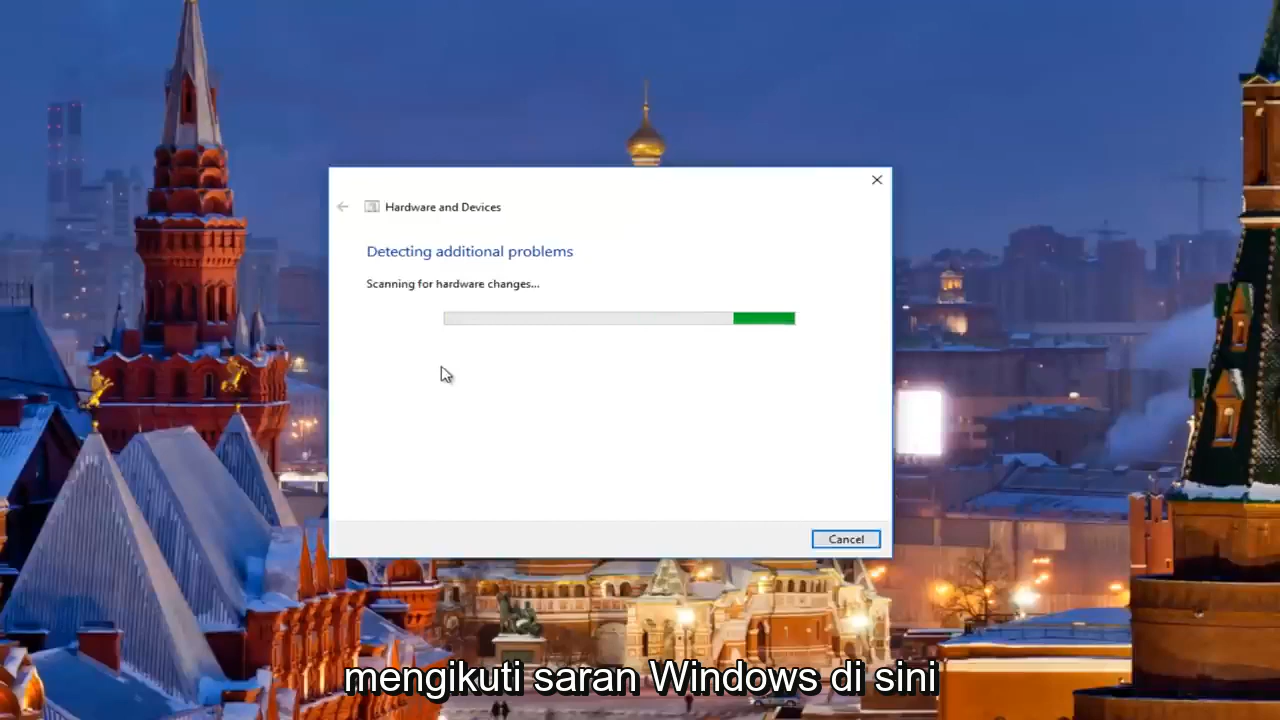 Hardware and Devices
Detecting additional problems
Scanning for hardware changes...
Cancel
mengikuti saran Windows di sini